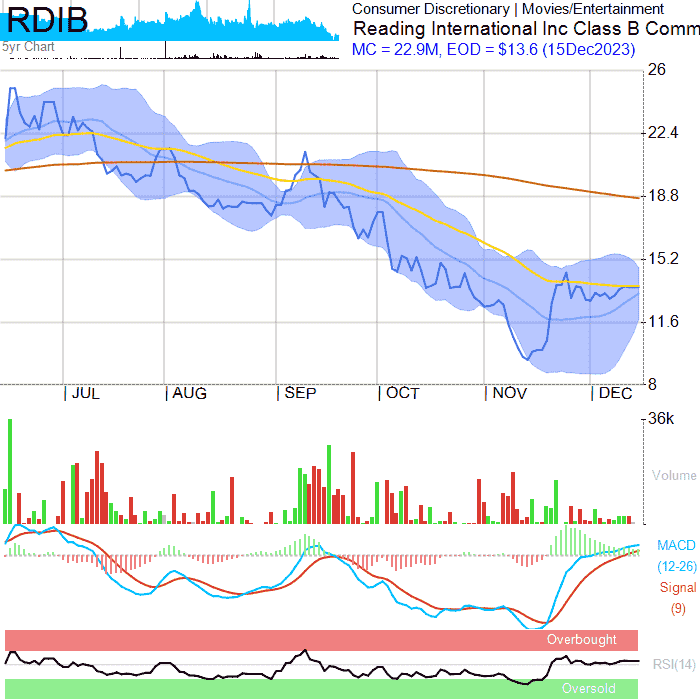 RDIB
5yr Chart
Consumer Discretionary | Movies/Entertainment
Reading International Inc Class B Comm
MC = 22.9M, EOD = $13.6 (15Dec2023)
26
22.4
18.8
15.2
11.6
8
JUL
AUG
SEP
OCT
NOV
DEC
36k
Volume
MACD
(12-26)
Signal
(9)
Overbought
RSI(14)
Oversold